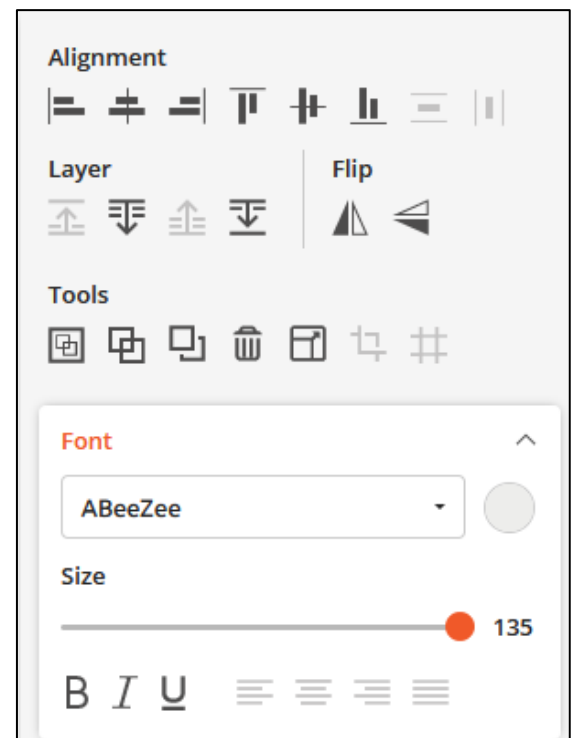 Alignment
Layer Flip
Tools
Font
ABeeZee
Size
135
B I U